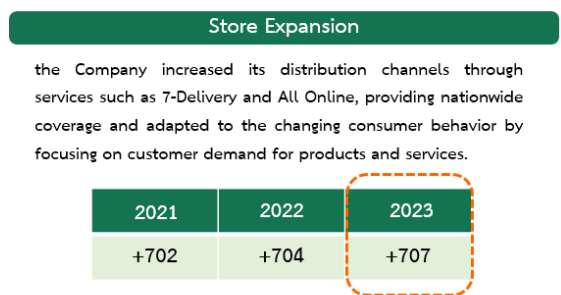 Store Expansion
the Company increased its distribution channels through
services such as 7-Delivery and All Online, providing nationwide
coverage and adapted to the changing consumer behavior by
focusing on customer demand for products and services.
2021 2022 2023
+702 +704 +707